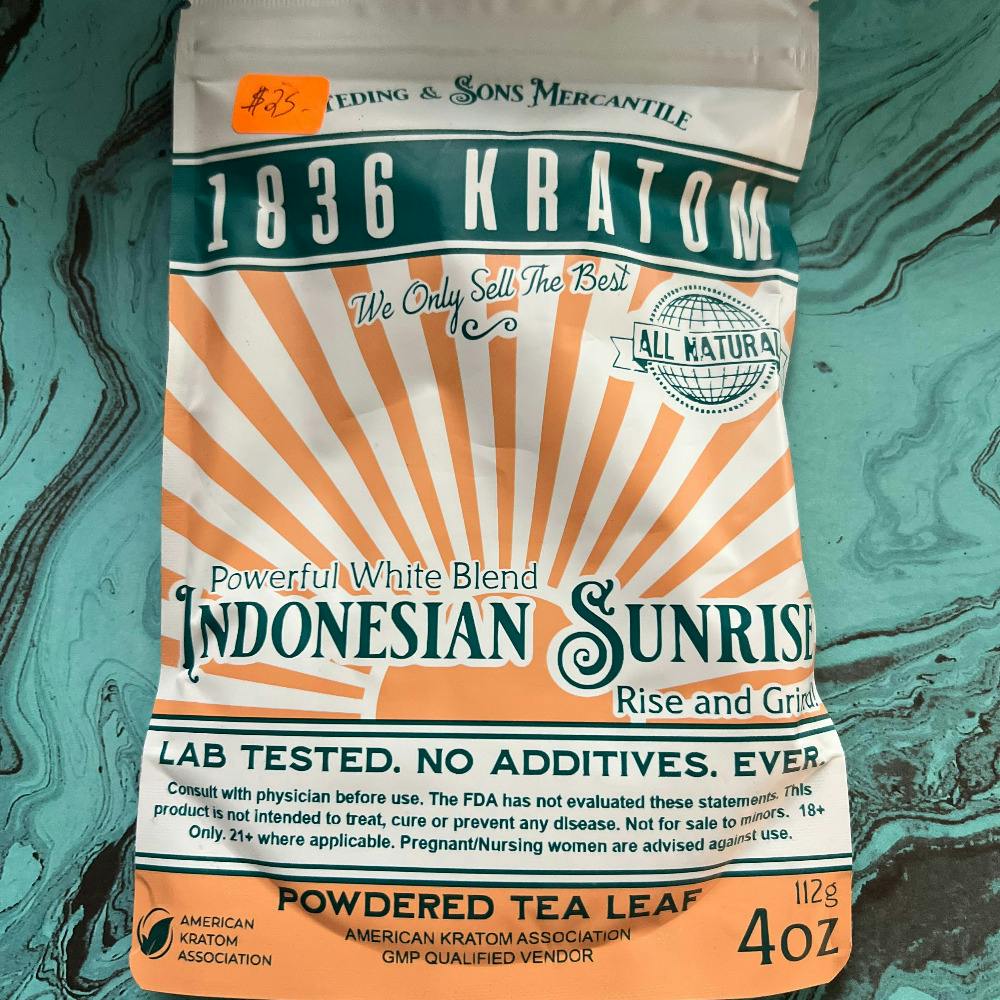 $25-
TEDING & SONS MERCANTILE
1836 KRATOM
We Only Sell The Best
ALL NATURAL
Powerful White Blend
INDONESIAN SUNRISE
Rise and Grind!
LAB TESTED. NO ADDITIVES. EVER.
Consult with physician before use. The FDA has not evaluated these statements. This
product is not intended to treat, cure or prevent any disease. Not for sale to minors. 18+
Only. 21+ where applicable. Pregnant/Nursing women are advised against use.
POWDERED TEA LEAF
AMERICAN KRATOM ASSOCIATION
GMP QUALIFIED VENDOR
AMERICAN
KRATOM
ASSOCIATION
112g
4oz